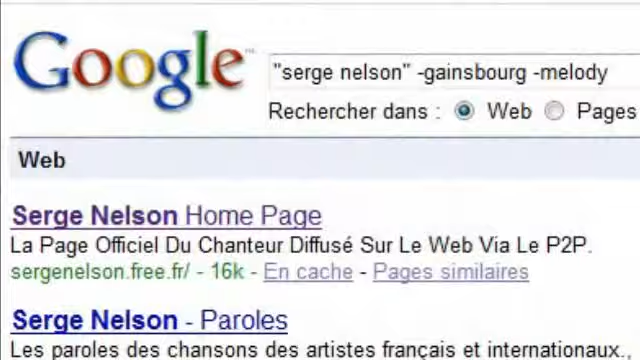 Google™
"serge nelson" -gainsbourg -melody
Rechercher dans : Web Pages
Web
Serge Nelson Home Page
La Page Officiel Du Chanteur Diffusé Sur Le Web Via Le P2P.
sergenelson.free.fr/ - 16k - En cache - Pages similaires
Serge Nelson - Paroles
Les paroles des chansons des artistes français et internationaux.,